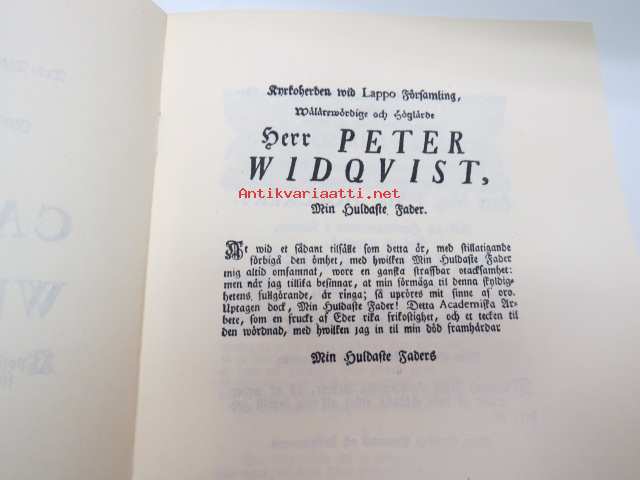 Kyrkoherden wid Lappo Församling,
Wälärewördige och Höglärde
Herr PETER
WIDQVIST,
Antikvariaatti.net
Min Huldaste Fader.
At wid et sådant tilfälle som detta är, med stillatigande
förbigå den ömhet, med hwilken Min Huldaste Fader
mig altid omfamnat, wore en ganska straffbar otacksamhet:
men när jag tillika besinnar, at min förmåga til denna skyldig-
hetens fullgörande, är ringa; så upröres mit sinne af oro.
Uptagen dock, Min Huldaste Fader! Detta Academiska Ar-
bete, som en fruckt af Eder rika frikostighet, och et tecken til
den wördnad, med hwilken jag in til min död framhärdar
Min Huldaste Faders
CA
WI